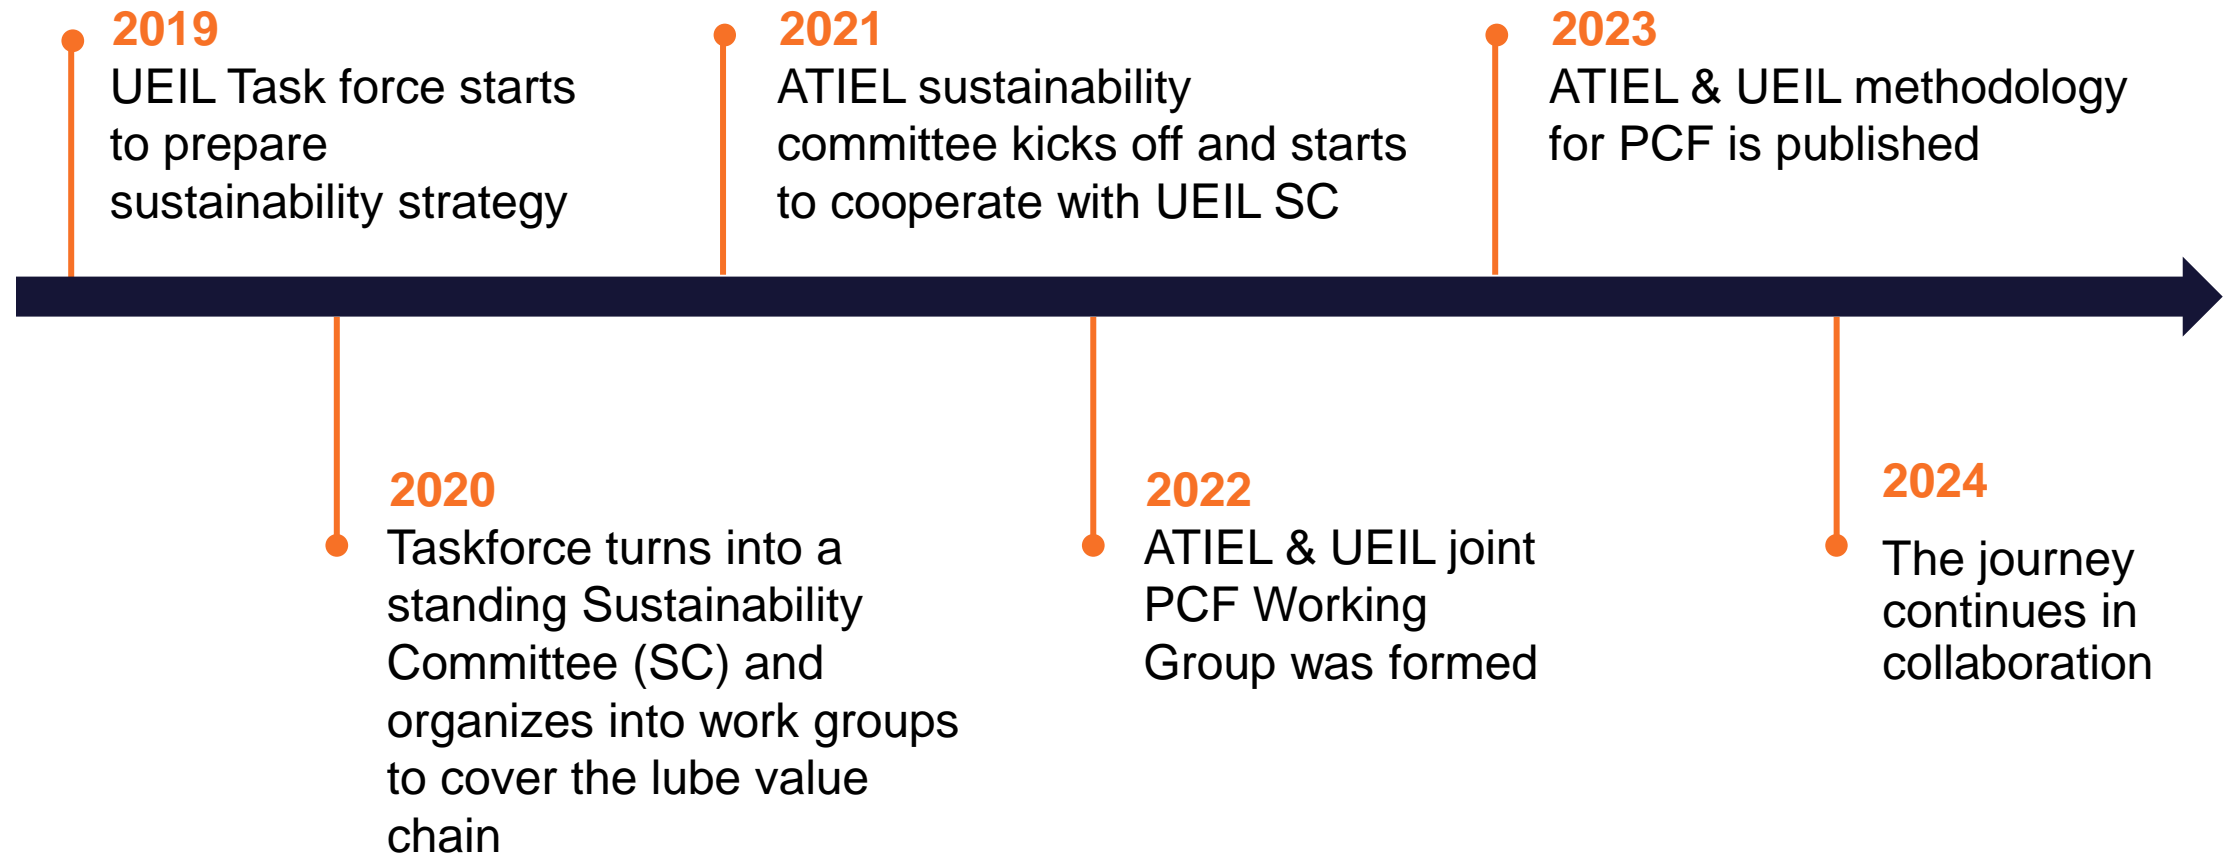 2019
UEIL Task force starts
to prepare
sustainability strategy
2020
Taskforce turns into a
standing Sustainability
Committee (SC) and
organizes into work groups
to cover the lube value
chain
2021
ATIEL sustainability
committee kicks off and starts
to cooperate with UEIL SC
2022
ATIEL & UEIL joint
PCF Working
Group was formed
2023
ATIEL & UEIL methodology
for PCF is published
2024
The journey
continues in
collaboration